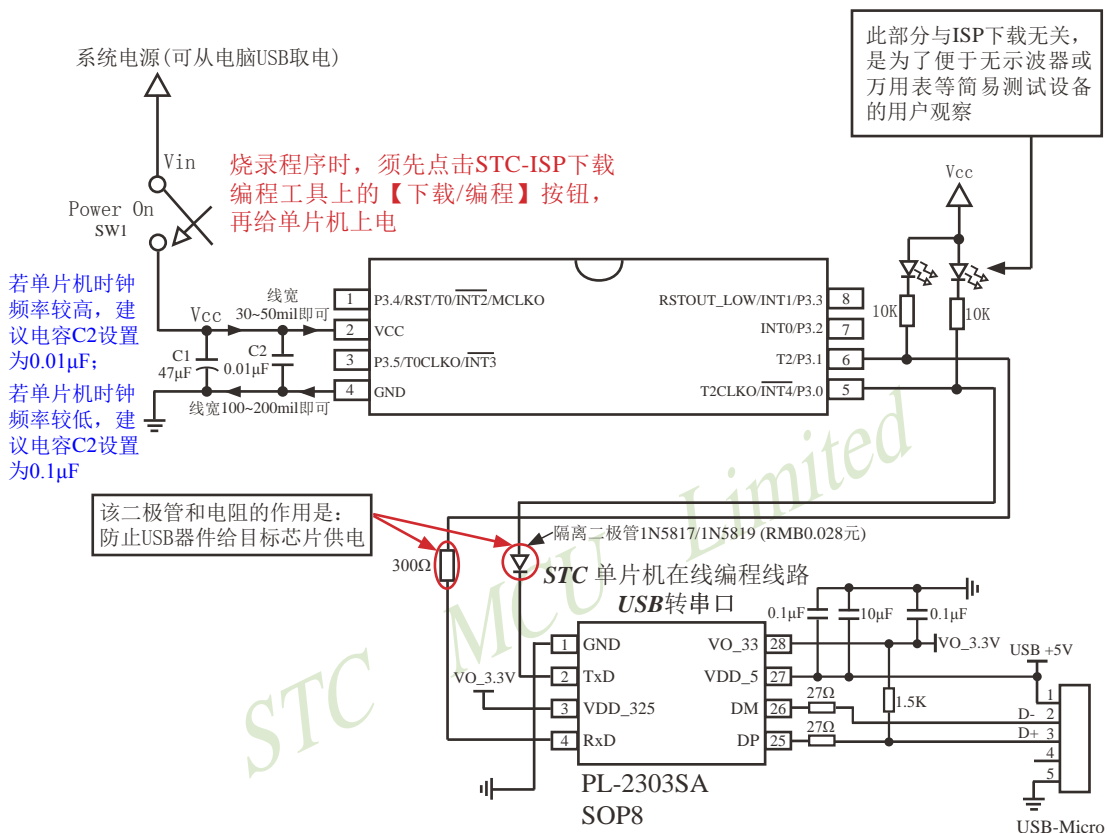 系统电源(可从电脑USB取电)
Vin
Power On
SW1
烧录程序时，须先点击STC-ISP下载
编程工具上的【下载/编程】按钮，
再给单片机上电
此部分与ISP下载无关，
是为了便于无示波器或
万用表等简易测试设备
的用户观察
Vcc
10K
10K
若单片机时钟
频率较高，建
议电容C2设置
为0.01μF；
若单片机时钟
频率较低，建
议电容C2设置
为0.1μF
Vcc
线宽
30~50mil即可
C1
47μF
C2
0.01μF
线宽100~200mil即可
1 P3.4/RST/T0/INT2/MCLKO
2 VCC
3 P3.5/T0CLKO/INT3
4 GND
RSTOUT_LOW/INT1/P3.3 8
INT0/P3.2 7
T2/P3.1 6
T2CLKO/INT4/P3.0 5
该二极管和电阻的作用是：
防止USB器件给目标芯片供电
300Ω
隔离二极管1N5817/1N5819 (RMB0.028元)
STC 单片机在线编程线路
USB转串口
0.1μF
10μF
0.1μF
1 GND
2 TxD
3 VDD_325
4 RxD
VO_33 28
VDD_5 27
DM 26
DP 25
VO_3.3V
VO_3.3V
USB +5V
27Ω
27Ω
1.5K
1
D- 2
D+ 3
4
5
PL-2303SA
SOP8
USB-Micro
STC MCU Limited